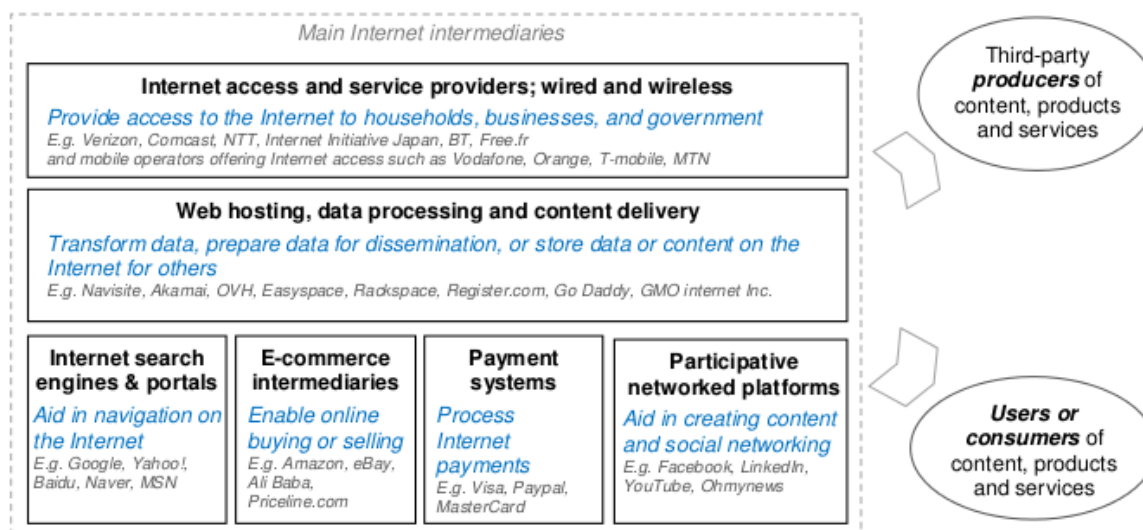 Main Internet intermediaries
Internet access and service providers; wired and wireless
Provide access to the Internet to households, businesses, and government
E.g. Verizon, Comcast, NTT, Internet Initiative Japan, BT, Free.fr
and mobile operators offering Internet access such as Vodafone, Orange, T-mobile, MTN
Web hosting, data processing and content delivery
Transform data, prepare data for dissemination, or store data or content on the
Internet for others
E.g. Navisite, Akamai, OVH, Easyspace, Rackspace, Register.com, Go Daddy, GMO internet Inc.
Internet search
engines & portals
Aid in navigation on
the Internet
E.g. Google, Yahoo!,
Baidu, Naver, MSN
E-commerce
intermediaries
Enable online
buying or selling
E.g. Amazon, eBay,
Ali Baba,
Priceline.com
Payment
systems
Process
Internet
payments
E.g. Visa, Paypal,
MasterCard
Participative
networked platforms
Aid in creating content
and social networking
E.g. Facebook, LinkedIn,
YouTube, Ohmynews
Third-party
producers of
content, products
and services
Users or
consumers of
content, products
and services